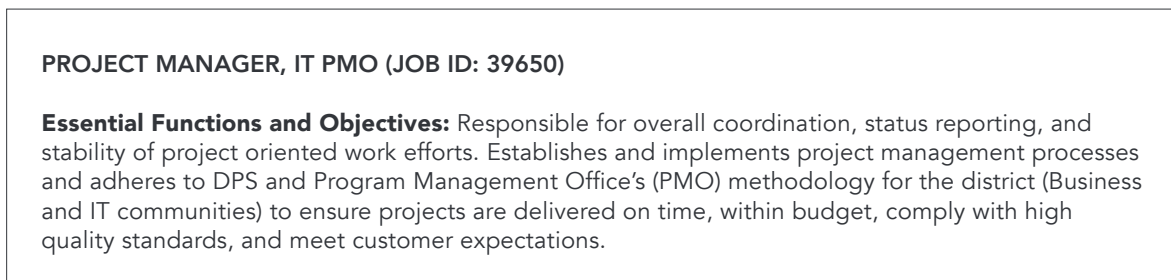 PROJECT MANAGER, IT PMO (JOB ID: 39650)
Essential Functions and Objectives: Responsible for overall coordination, status reporting, and
stability of project oriented work efforts. Establishes and implements project management processes
and adheres to DPS and Program Management Office's (PMO) methodology for the district (Business
and IT communities) to ensure projects are delivered on time, within budget, comply with high
quality standards, and meet customer expectations.